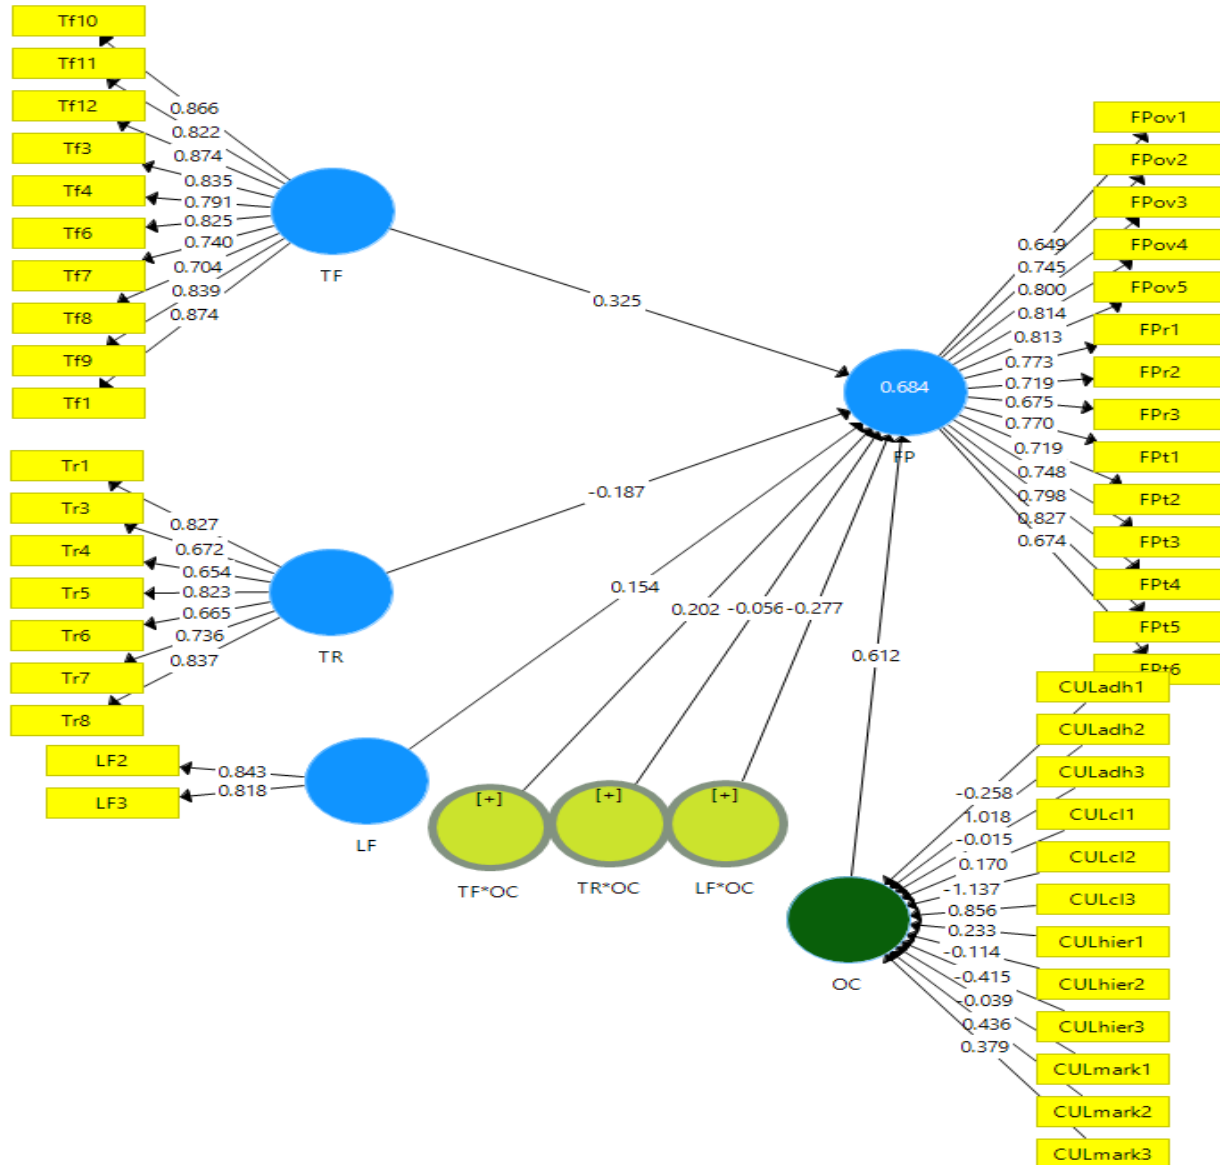 Tf10
Tf11
Tf12
Tf3
Tf4
Tf6
Tf7
Tf8
Tf9
Tf1
0.866
0.822
0.874
0.835
0.791
0.825
0.740
0.704
0.839
0.874
TF
0.325
Tr1
Tr3
Tr4
Tr5
Tr6
Tr7
Tr8
0.827
0.672
0.654
0.823
0.665
0.736
0.837
TR
-0.187
LF2
LF3
0.843
0.818
LF
0.154
[+]
TF*OC
0.202
[+]
TR*OC
-0.056
[+]
LF*OC
-0.277
0.612
0.684
FP
FPov1
FPov2
FPov3
FPov4
FPov5
FPr1
FPr2
FPr3
FPt1
FPt2
FPt3
FPt4
FPt5
FPt6
0.649
0.745
0.800
0.814
0.813
0.773
0.719
0.675
0.770
0.719
0.748
0.798
0.827
0.674
OC
CULadh1
CULadh2
CULadh3
CULcl1
CULcl2
CULcl3
CULhier1
CULhier2
CULhier3
CULmark1
CULmark2
CULmark3
-0.258
1.018
-0.015
0.170
-1.137
0.856
0.233
-0.114
-0.415
-0.039
0.436
0.379